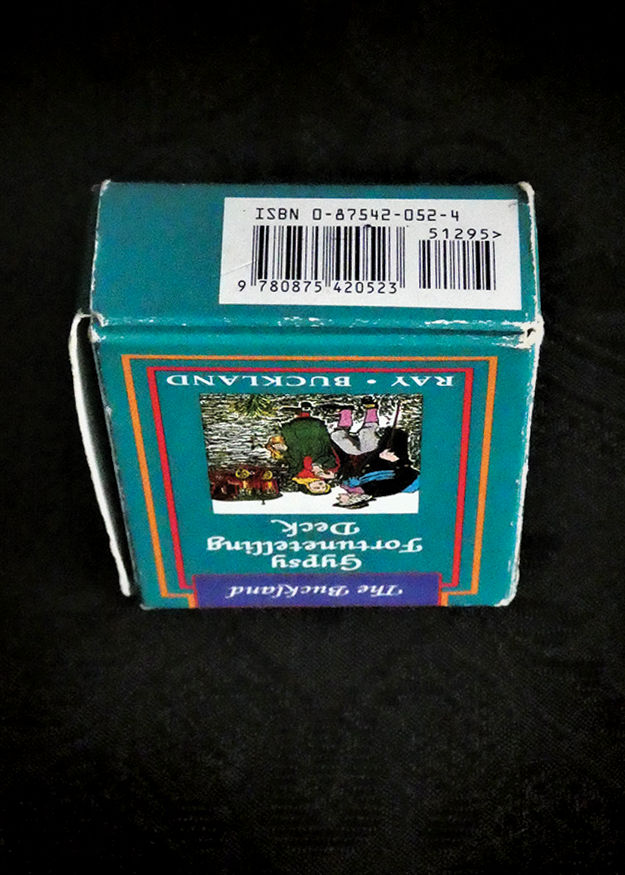 ISBN 0-87542-052-4
51295>
9 780875 420523
The Buckland
Gypsy
Fortunetelling
Deck
RAY • BUCKLAND